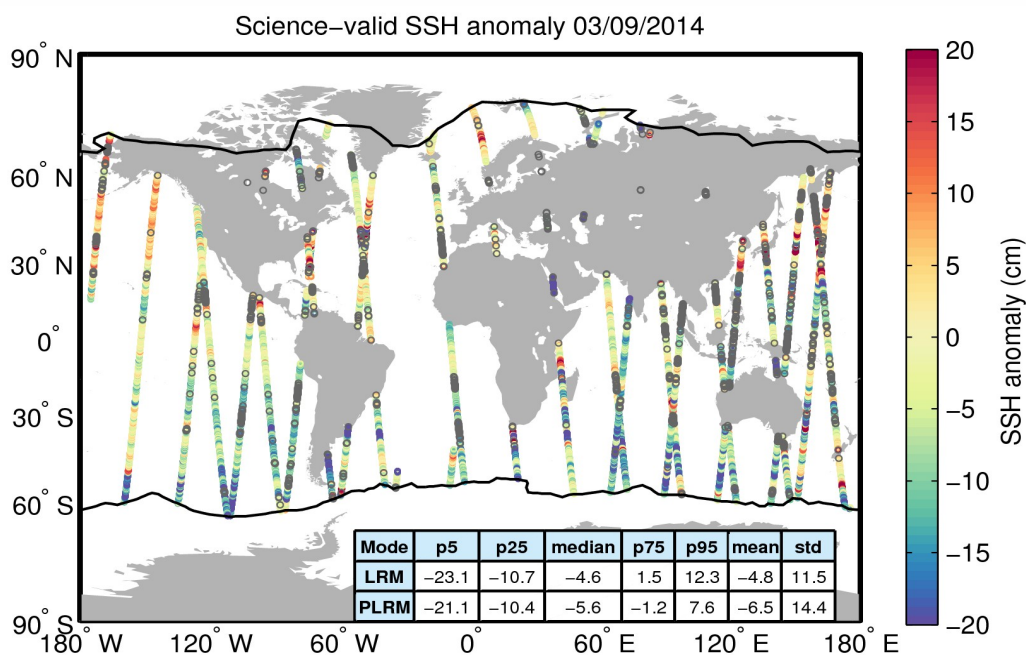 Science−valid SSH anomaly 03/09/2014
90° N
60° N
30° N
0°
30° S
60° S
90° S
180° W
120° W
60° W
0°
60° E
120° E
180° E
Mode p5 p25 median p75 p95 mean std
LRM −23.1 −10.7 −4.6 1.5 12.3 −4.8 11.5
PLRM −21.1 −10.4 −5.6 −1.2 7.6 −6.5 14.4
20
15
10
5
0
−5
−10
−15
−20
SSH anomaly (cm)